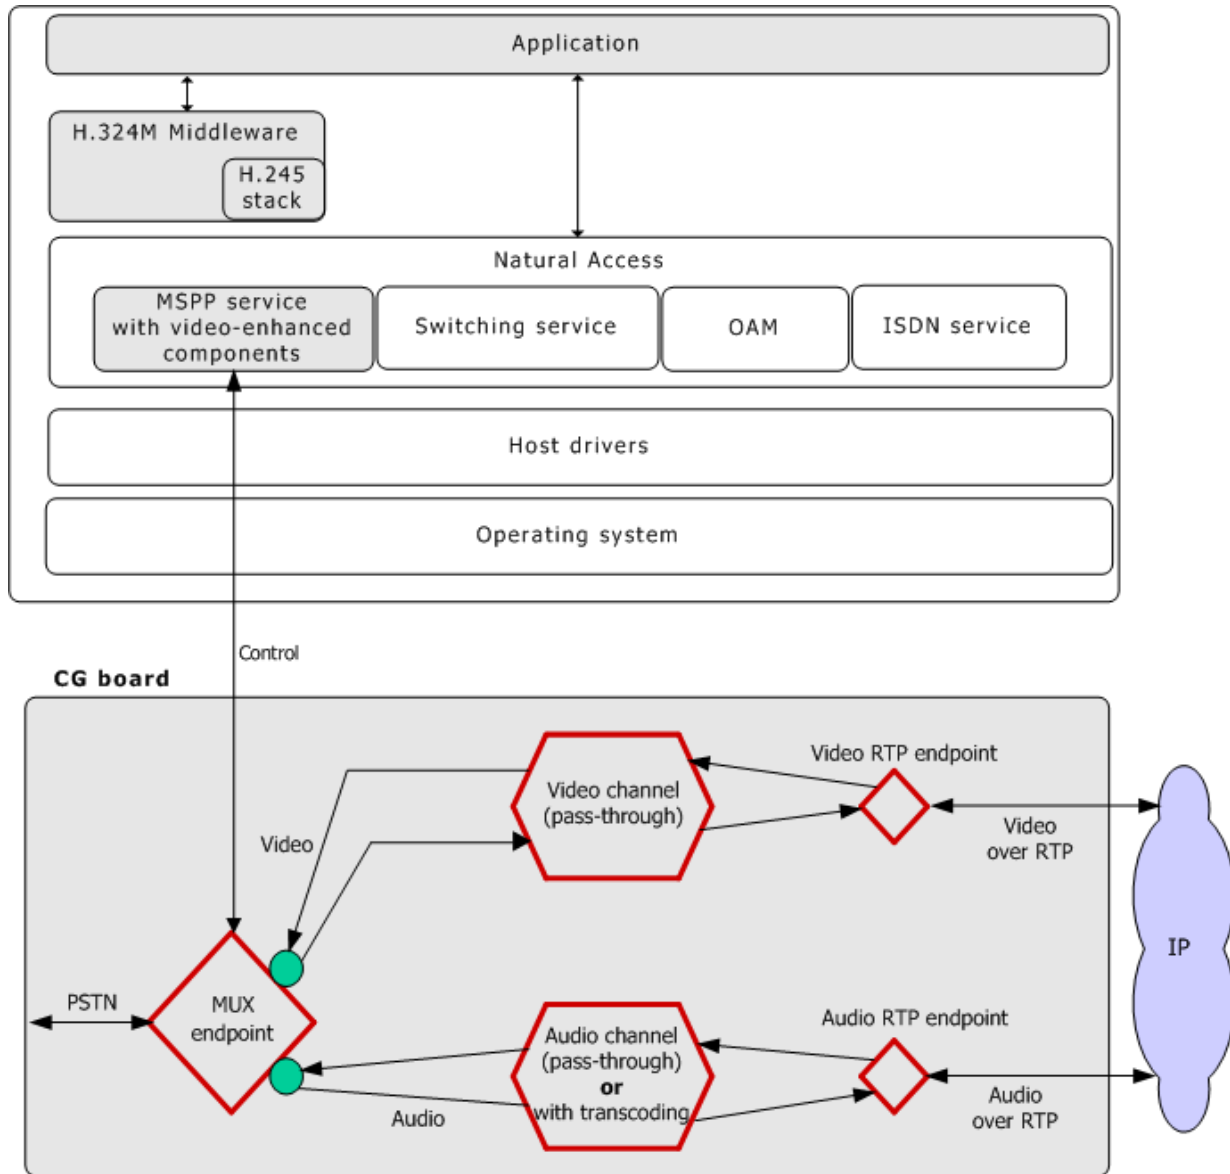 Application
H.324M Middleware
H.245
stack
Natural Access
MSPP service
with video-enhanced
components
Switching service
OAM
ISDN service
Host drivers
Operating system
Control
CG board
Video RTP endpoint
Video channel
(pass-through)
Video
Video
over RTP
IP
PSTN
MUX
endpoint
Audio RTP endpoint
Audio channel
(pass-through)
or
with transcoding
Audio
Audio
over RTP